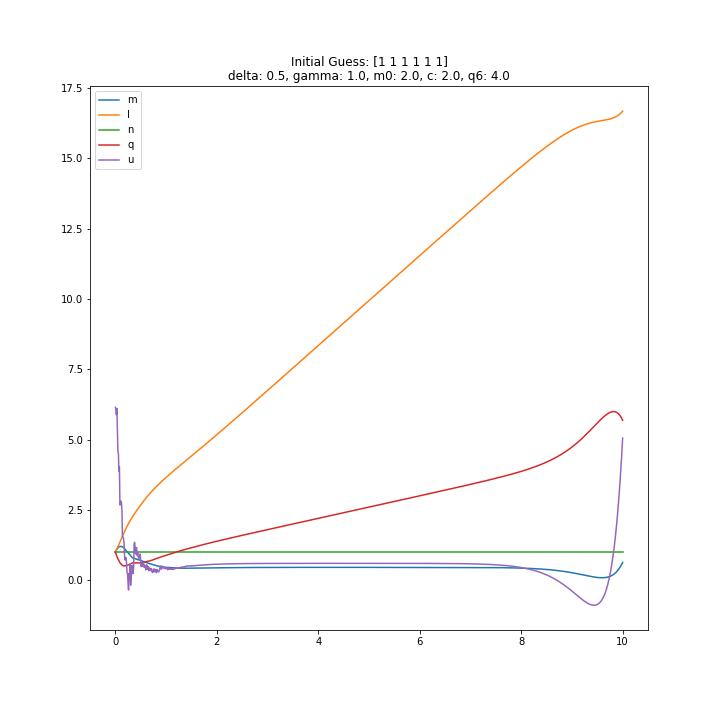 Initial Guess: [1 1 1 1 1 1]
delta: 0.5, gamma: 1.0, m0: 2.0, c: 2.0, q6: 4.0
17.5
15.0
12.5
10.0
7.5
5.0
2.5
0.0
m
l
n
q
u
0 2 4 6 8 10